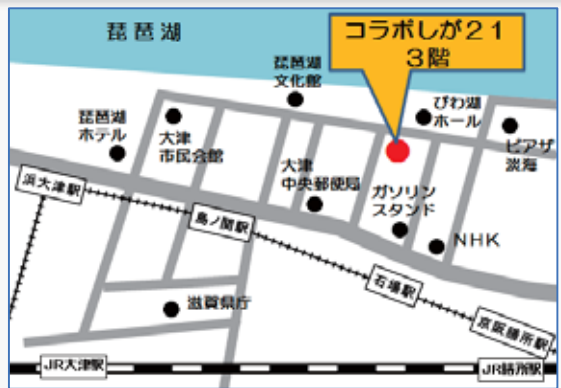 琵琶湖
コラボしが２１
３階
琵琶湖
文化館
びわ湖
ホール
琵琶湖
ホテル
大津
市民会館
ピアザ
淡海
大津
中央郵便局
ガソリン
スタンド
NHK
浜大津駅
島ノ関駅
石場駅
京阪膳所駅
滋賀県庁
JR大津駅
JR膳所駅